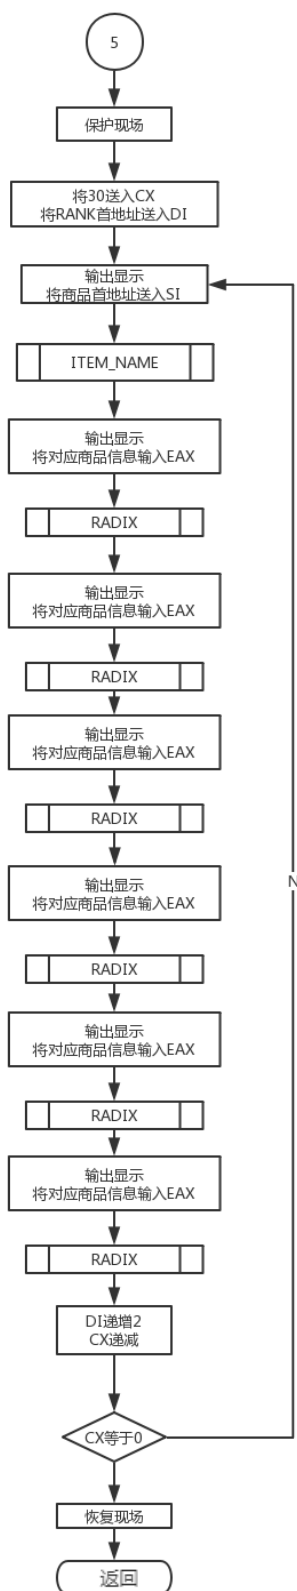 5
保护现场
将30送入CX
将RANK首地址送入DI
输出显示
将商品首地址送入SI
ITEM_NAME
输出显示
将对应商品信息输入EAX
RADIX
输出显示
将对应商品信息输入EAX
RADIX
输出显示
将对应商品信息输入EAX
RADIX
输出显示
将对应商品信息输入EAX
RADIX
输出显示
将对应商品信息输入EAX
RADIX
输出显示
将对应商品信息输入EAX
RADIX
DI递增2
CX递减
CX等于0
N
恢复现场
返回